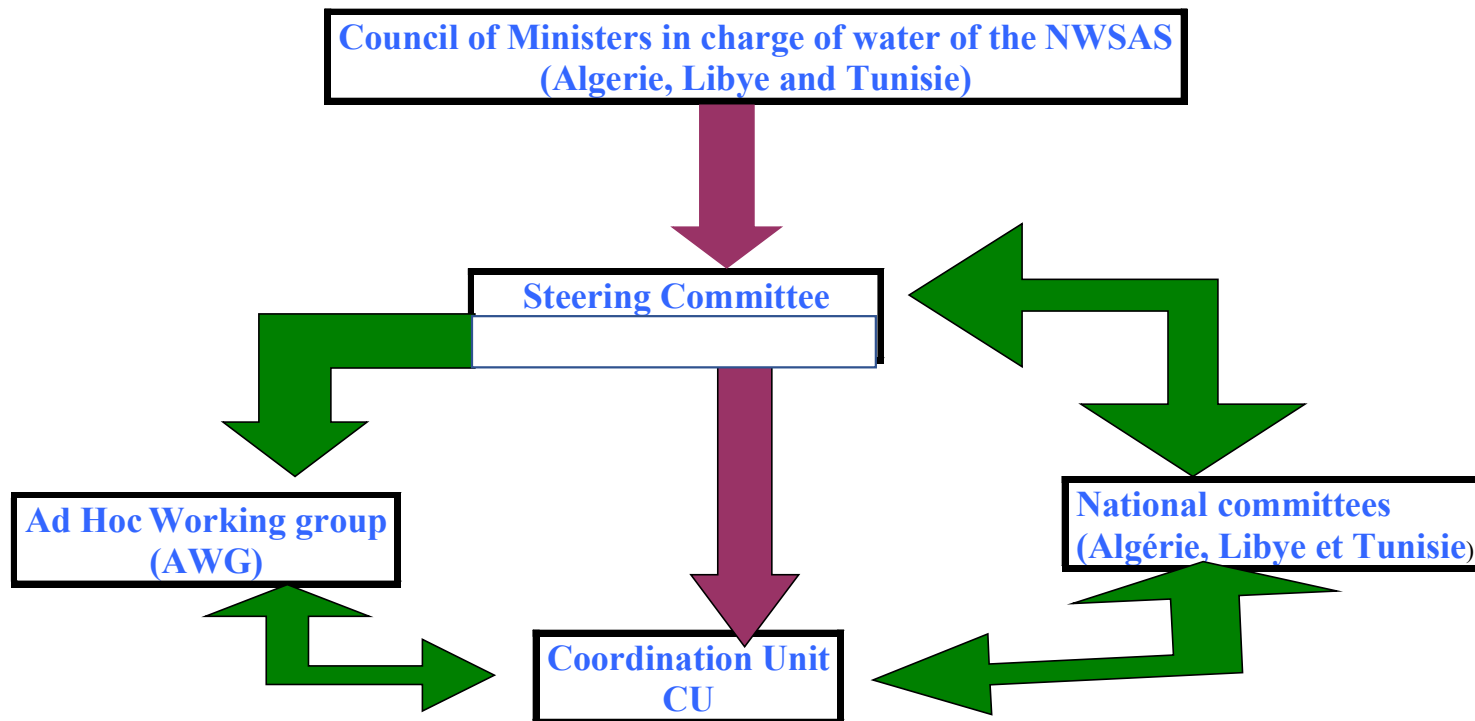 Council of Ministers in charge of water of the NWSAS
(Algerie, Libye and Tunisie)
Steering Committee
Ad Hoc Working group
(AWG)
National committees
(Algérie, Libye et Tunisie)
Coordination Unit
CU